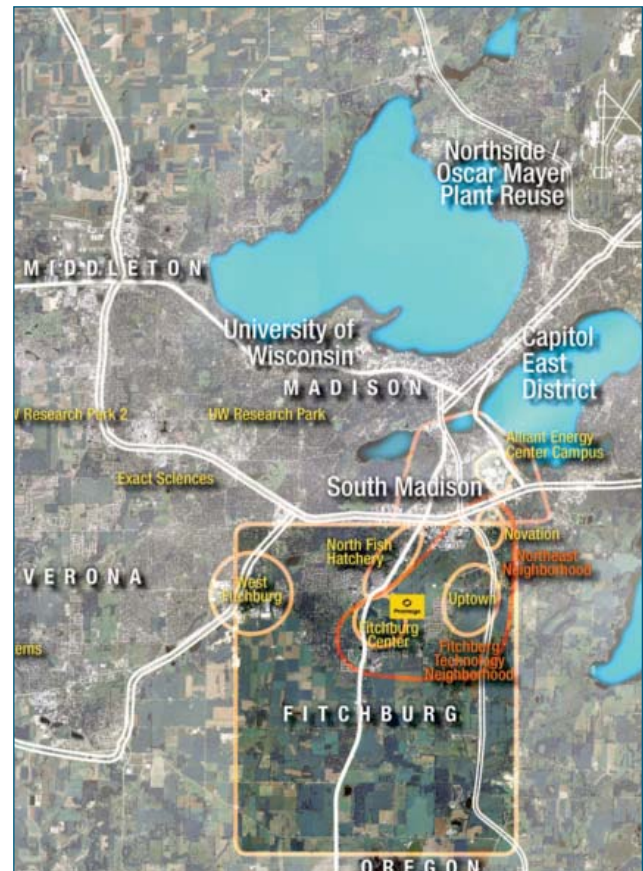 Northside /
Oscar Mayer
Plant Reuse
MIDDLETON
University of
Wisconsin
Capitol
East
District
MADISON
Research Park 2
UW Research Park
Alliant Energy
Center Campus
Exact Sciences
South Madison
North Fish
Hatchery
Novation
Northeast
Neighborhood
VERONA
West
Fitchburg
Uptown
Promega
Fitchburg
Center
Fitchburg
Technology
Neighborhood
ems
FITCHBURG
OREGON